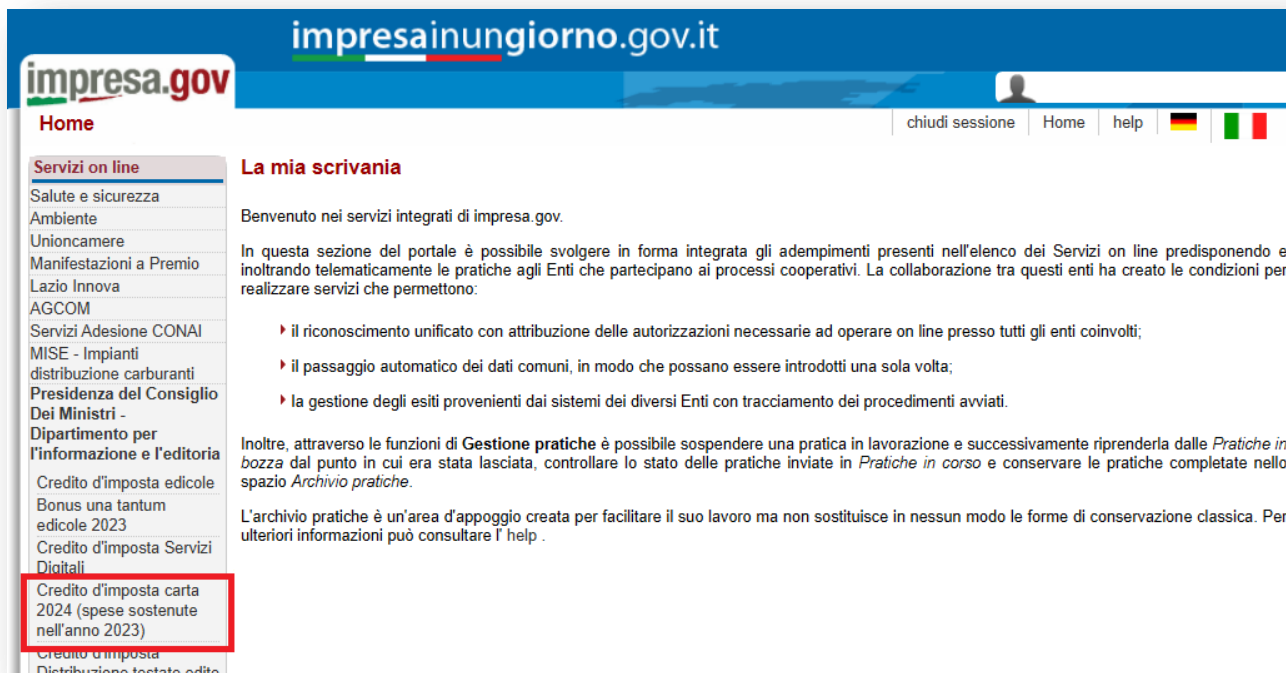 impresainungiorno.gov.it
impresa.gov
Home
chiudi sessione
Home
help
Servizi on line
Salute e sicurezza
Ambiente
Unioncamere
Manifestazioni a Premio
Lazio Innova
AGCOM
Servizi Adesione CONAI
MISE - Impianti
distribuzione carburanti
Presidenza del Consiglio
Dei Ministri -
Dipartimento per
l'informazione e l'editoria
Credito d'imposta edicole
Bonus una tantum
edicole 2023
Credito d'imposta Servizi
Digitali
Credito d'imposta carta
2024 (spese sostenute
nell'anno 2023)
Credito d'imposta
Distribuzione testate edite
La mia scrivania
Benvenuto nei servizi integrati di impresa.gov.
In questa sezione del portale è possibile svolgere in forma integrata gli adempimenti presenti nell'elenco dei Servizi on line predisponendo e
inoltrando telematicamente le pratiche agli Enti che partecipano ai processi cooperativi. La collaborazione tra questi enti ha creato le condizioni per
realizzare servizi che permettono:
il riconoscimento unificato con attribuzione delle autorizzazioni necessarie ad operare on line presso tutti gli enti coinvolti;
il passaggio automatico dei dati comuni, in modo che possano essere introdotti una sola volta;
la gestione degli esiti provenienti dai sistemi dei diversi Enti con tracciamento dei procedimenti avviati.
Inoltre, attraverso le funzioni di Gestione pratiche è possibile sospendere una pratica in lavorazione e successivamente riprenderla dalle Pratiche in
bozza dal punto in cui era stata lasciata, controllare lo stato delle pratiche inviate in Pratiche in corso e conservare le pratiche completate nello
spazio Archivio pratiche.
L'archivio pratiche è un'area d'appoggio creata per facilitare il suo lavoro ma non sostituisce in nessun modo le forme di conservazione classica. Per
ulteriori informazioni può consultare l' help .